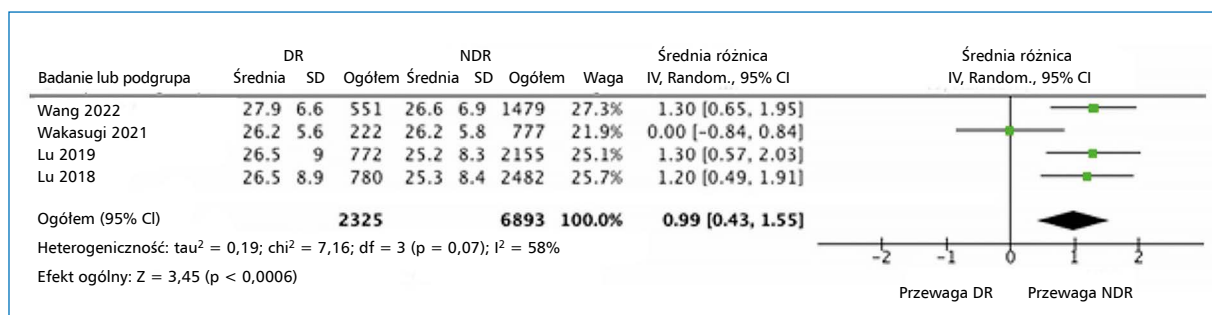 DR NDR Średnia różnica Średnia różnica
Badanie lub podgrupa Średnia SD Ogółem Średnia SD Ogółem Waga IV, Random., 95% CI IV, Random., 95% CI
Wang 2022 27.9 6.6 551 26.6 6.9 1479 27.3% 1.30 [0.65, 1.95]
Wakasugi 2021 26.2 5.6 222 26.2 5.8 777 21.9% 0.00 [-0.84, 0.84]
Lu 2019 26.5 9 772 25.2 8.3 2155 25.1% 1.30 [0.57, 2.03]
Lu 2018 26.5 8.9 780 25.3 8.4 2482 25.7% 1.20 [0.49, 1.91]
Ogółem (95% CI) 2325 6893 100.0% 0.99 [0.43, 1.55]
Heterogeniczność: tau² = 0,19; chi² = 7,16; df = 3 (p = 0,07); I² = 58%
Efekt ogólny: Z = 3,45 (p < 0,0006)
-2 -1 0 1 2
Przewaga DR Przewaga NDR